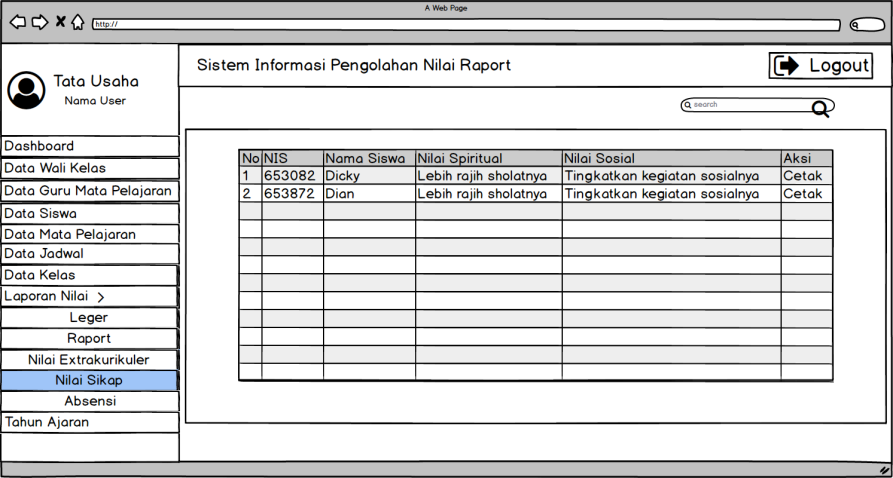 A Web Page
http://
Tata Usaha
Nama User
Sistem Informasi Pengolahan Nilai Raport
Logout
search
Dashboard
Data Wali Kelas
Data Guru Mata Pelajaran
Data Siswa
Data Mata Pelajaran
Data Jadwal
Data Kelas
Laporan Nilai >
Leger
Raport
Nilai Extrakurikuler
Nilai Sikap
Absensi
Tahun Ajaran
No NIS Nama Siswa Nilai Spiritual Nilai Sosial Aksi
1 653082 Dicky Lebih rajih sholatnya Tingkatkan kegiatan sosialnya Cetak
2 653872 Dian Lebih rajih sholatnya Tingkatkan kegiatan sosialnya Cetak